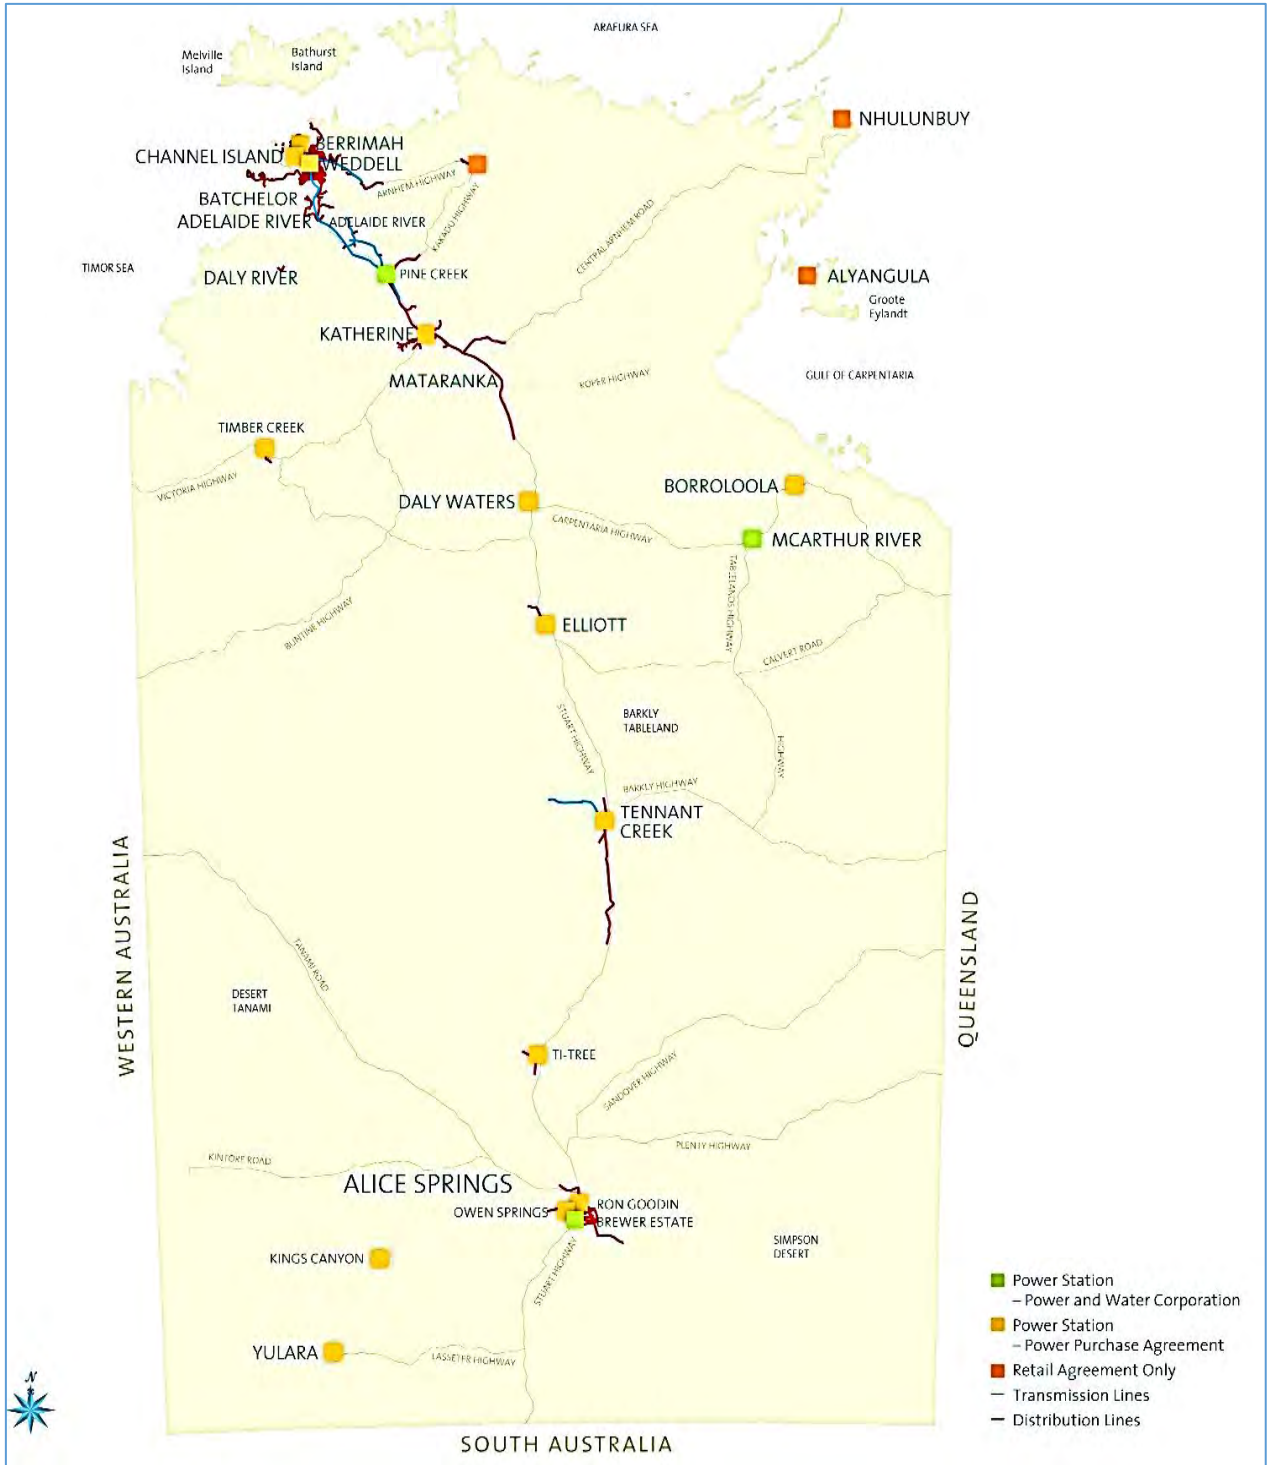 ARAFURA SEA
Melville
Island
Bathurst
Island
NHULUNBUY
BERRIMAH
CHANNEL ISLAND
WEDDELL
ARNHEM HIGHWAY
BATCHELOR
ADELAIDE RIVER
ADELAIDE RIVER
KAKADU HIGHWAY
CENTRAL ARNHEM ROAD
TIMOR SEA
DALY RIVER
PINE CREEK
ALYANGULA
Groote
Eylandt
KATHERINE
MATARANKA
ROPER HIGHWAY
GULF OF CARPENTARIA
TIMBER CREEK
VICTORIA HIGHWAY
BORROLOOLA
DALY WATERS
CARPENTARIA HIGHWAY
MCARTHUR RIVER
TABLELANDS HIGHWAY
BUNTINE HIGHWAY
ELLIOTT
CALVERT ROAD
STUART HIGHWAY
BARKLY
TABLELAND
HIGHWAY
BARKLY HIGHWAY
TENNANT
CREEK
WESTERN AUSTRALIA
QUEENSLAND
TANAMI ROAD
DESERT
TANAMI
TI-TREE
SANDOVER HIGHWAY
PLENTY HIGHWAY
KINTORE ROAD
ALICE SPRINGS
OWEN SPRINGS
RON GOODIN
BREWER ESTATE
SIMPSON
DESERT
KINGS CANYON
STUART HIGHWAY
YULARA
LASSETER HIGHWAY
Power Station
– Power and Water Corporation
Power Station
– Power Purchase Agreement
Retail Agreement Only
Transmission Lines
Distribution Lines
N
SOUTH AUSTRALIA